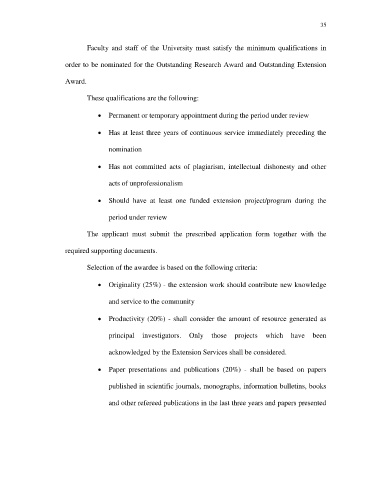 35
Faculty and staff of the University must satisfy the minimum qualifications in
order to be nominated for the Outstanding Research Award and Outstanding Extension
Award.
These qualifications are the following:
• Permanent or temporary appointment during the period under review
• Has at least three years of continuous service immediately preceding the
nomination
• Has not committed acts of plagiarism, intellectual dishonesty and other
acts of unprofessionalism
• Should have at least one funded extension project/program during the
period under review
The applicant must submit the prescribed application form together with the
required supporting documents.
Selection of the awardee is based on the following criteria:
• Originality (25%) - the extension work should contribute new knowledge
and service to the community
• Productivity (20%) - shall consider the amount of resource generated as
principal investigators. Only those projects which have been
acknowledged by the Extension Services shall be considered.
• Paper presentations and publications (20%) - shall be based on papers
published in scientific journals, monographs, information bulletins, books
and other refereed publications in the last three years and papers presented